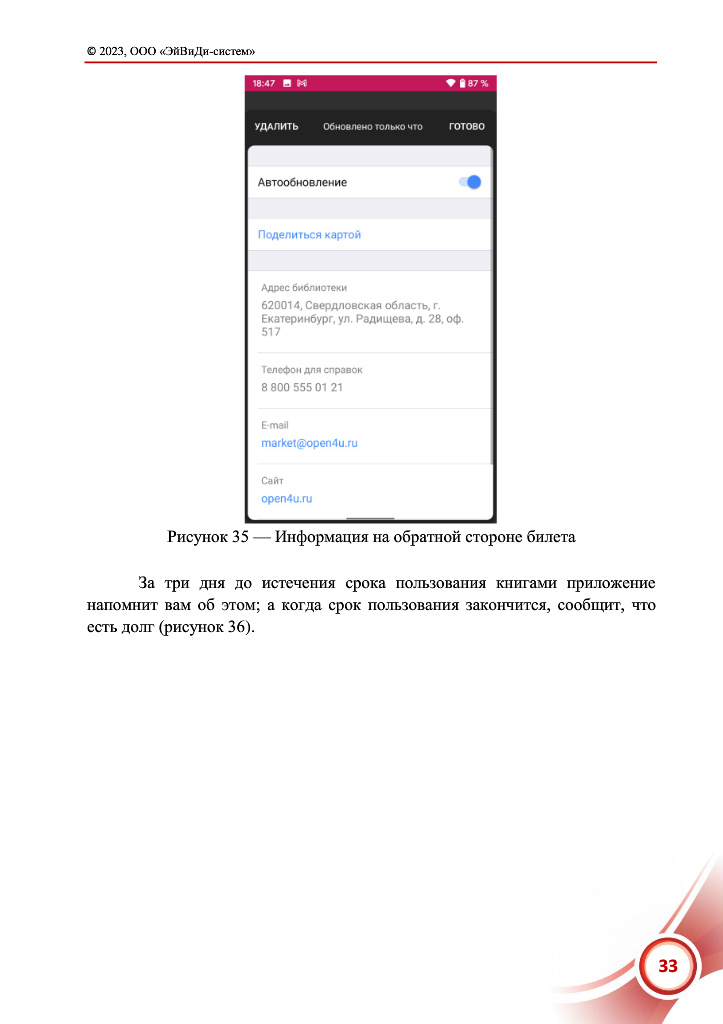 © 2023, ООО «ЭйВиДи-систем»
18:47 87 %
УДАЛИТЬ Обновлено только что ГОТОВО
Автообновление
Поделиться картой
Адрес библиотеки
620014, Свердловская область, г.
Екатеринбург, ул. Радищева, д. 28, оф.
517
Телефон для справок
8 800 555 01 21
E-mail
market@open4u.ru
Сайт
open4u.ru
Рисунок 35 — Информация на обратной стороне билета
За три дня до истечения срока пользования книгами приложение
напомнит вам об этом; а когда срок пользования закончится, сообщит, что
есть долг (рисунок 36).
33